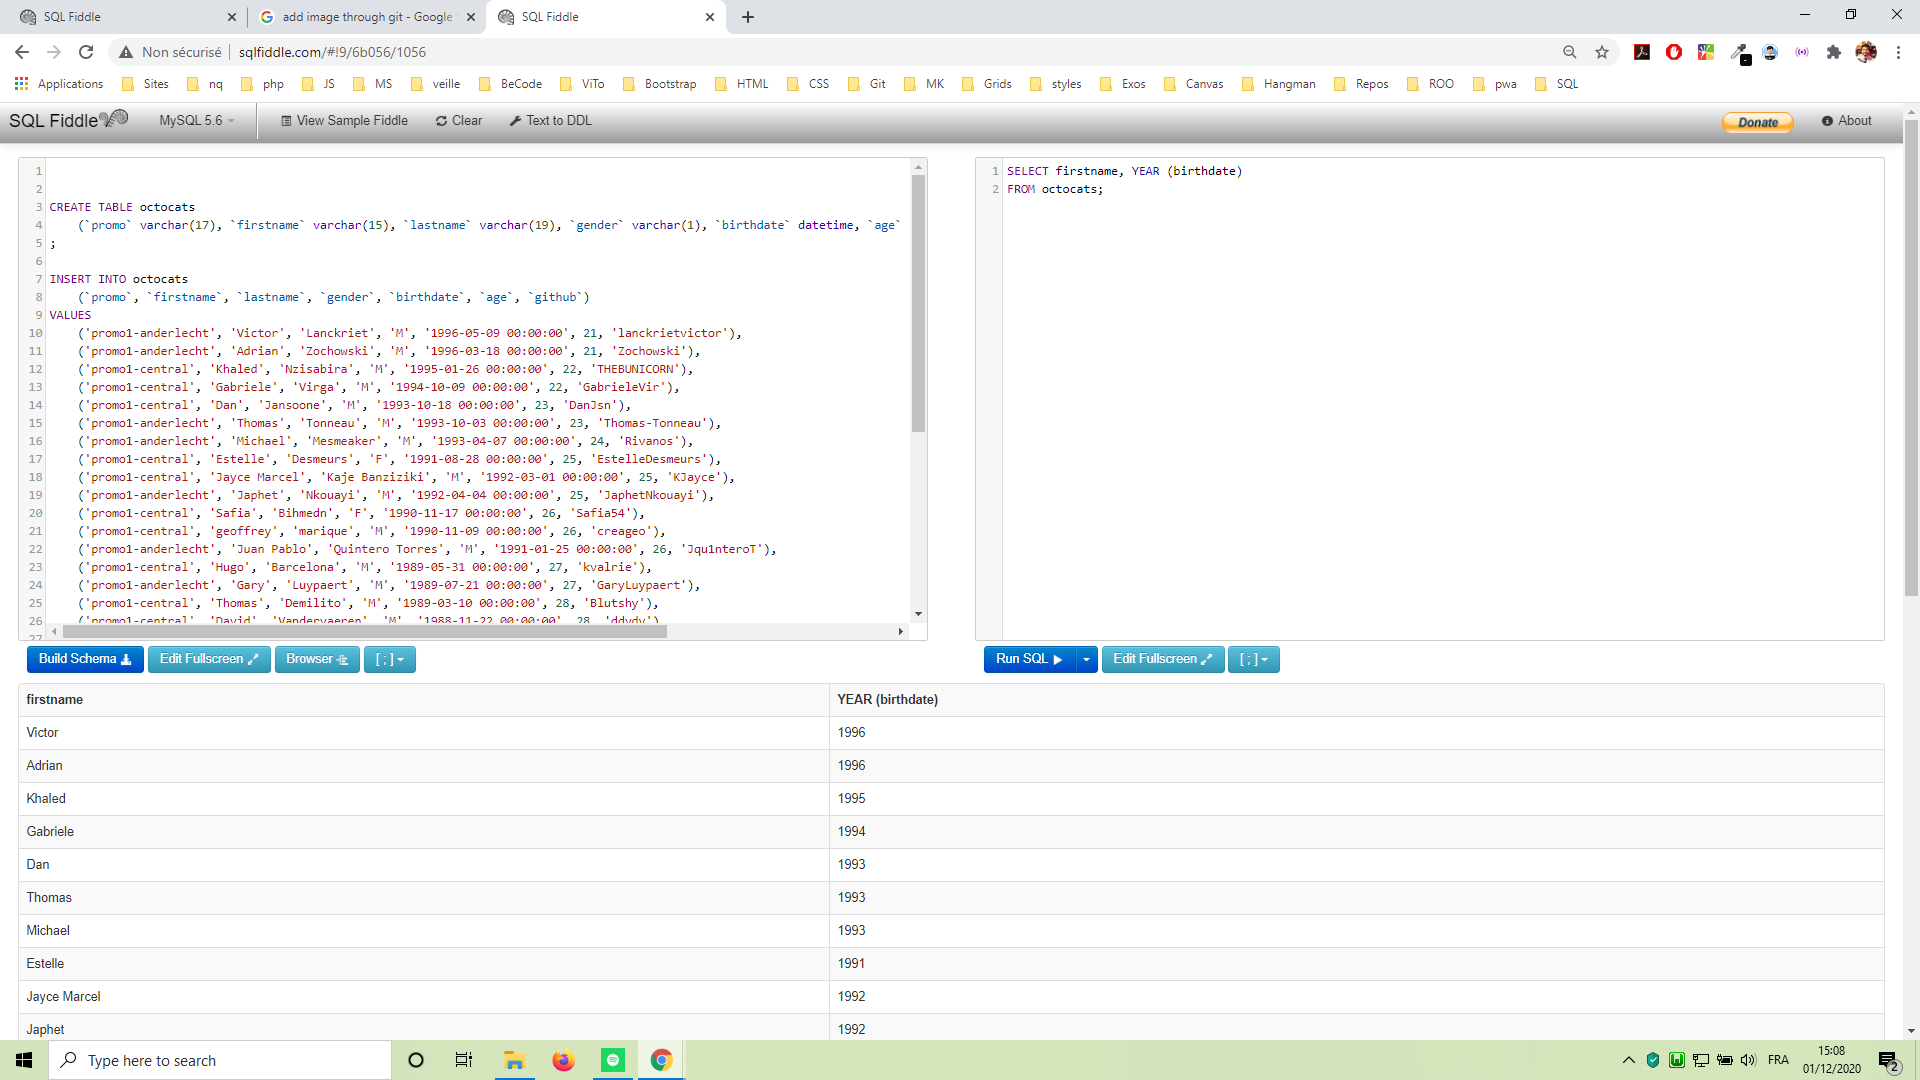 SQL Fiddle
add image through git - Google
SQL Fiddle
Non sécurisé
sqlfiddle.com/#!9/6b056/1056
Applications Sites nq php JS MS veille BeCode ViTo Bootstrap HTML CSS Git MK Grids styles Exos Canvas Hangman Repos ROO pwa SQL
SQL Fiddle MySQL 5.6 View Sample Fiddle Clear Text to DDL Donate About
1
2
3 CREATE TABLE octocats
4 (`promo` varchar(17), `firstname` varchar(15), `lastname` varchar(19), `gender` varchar(1), `birthdate` datetime, `age`
5 ;
6
7 INSERT INTO octocats
8 (`promo`, `firstname`, `lastname`, `gender`, `birthdate`, `age`, `github`)
9 VALUES
10 ('promo1-anderlecht', 'Victor', 'Lanckriet', 'M', '1996-05-09 00:00:00', 21, 'lanckrietvictor'),
11 ('promo1-anderlecht', 'Adrian', 'Zochowski', 'M', '1996-03-18 00:00:00', 21, 'Zochowski'),
12 ('promo1-central', 'Khaled', 'Nzisabira', 'M', '1995-01-26 00:00:00', 22, 'THEBUNICORN'),
13 ('promo1-central', 'Gabriele', 'Virga', 'M', '1994-10-09 00:00:00', 22, 'GabrieleVir'),
14 ('promo1-central', 'Dan', 'Jansoone', 'M', '1993-10-18 00:00:00', 23, 'DanJsn'),
15 ('promo1-anderlecht', 'Thomas', 'Tonneau', 'M', '1993-10-03 00:00:00', 23, 'Thomas-Tonneau'),
16 ('promo1-anderlecht', 'Michael', 'Mesmeaker', 'M', '1993-04-07 00:00:00', 24, 'Rivanos'),
17 ('promo1-central', 'Estelle', 'Desmeurs', 'F', '1991-08-28 00:00:00', 25, 'EstelleDesmeurs'),
18 ('promo1-central', 'Jayce Marcel', 'Kaje Banziziki', 'M', '1992-03-01 00:00:00', 25, 'KJayce'),
19 ('promo1-anderlecht', 'Japhet', 'Nkouayi', 'M', '1992-04-04 00:00:00', 25, 'JaphetNkouayi'),
20 ('promo1-central', 'Safia', 'Bihmedn', 'F', '1990-11-17 00:00:00', 26, 'Safia54'),
21 ('promo1-central', 'geoffrey', 'marique', 'M', '1990-11-09 00:00:00', 26, 'creageo'),
22 ('promo1-anderlecht', 'Juan Pablo', 'Quintero Torres', 'M', '1991-01-25 00:00:00', 26, 'Jqu1nteroT'),
23 ('promo1-central', 'Hugo', 'Barcelona', 'M', '1989-05-31 00:00:00', 27, 'kvalrie'),
24 ('promo1-anderlecht', 'Gary', 'Luypaert', 'M', '1989-07-21 00:00:00', 27, 'GaryLuypaert'),
25 ('promo1-central', 'Thomas', 'Demilito', 'M', '1989-03-10 00:00:00', 28, 'Blutshy'),
26 ('promo1-central', 'David', 'Vandervaeren', 'M', '1988-11-22 00:00:00', 28, 'ddvdv'),
27
1 SELECT firstname, YEAR (birthdate)
2 FROM octocats;
Build Schema Edit Fullscreen Browser [ ; ]
Run SQL Edit Fullscreen [ ; ]
firstname YEAR (birthdate)
Victor 1996
Adrian 1996
Khaled 1995
Gabriele 1994
Dan 1993
Thomas 1993
Michael 1993
Estelle 1991
Jayce Marcel 1992
Japhet 1992
Type here to search
FRA
15:08
01/12/2020
2